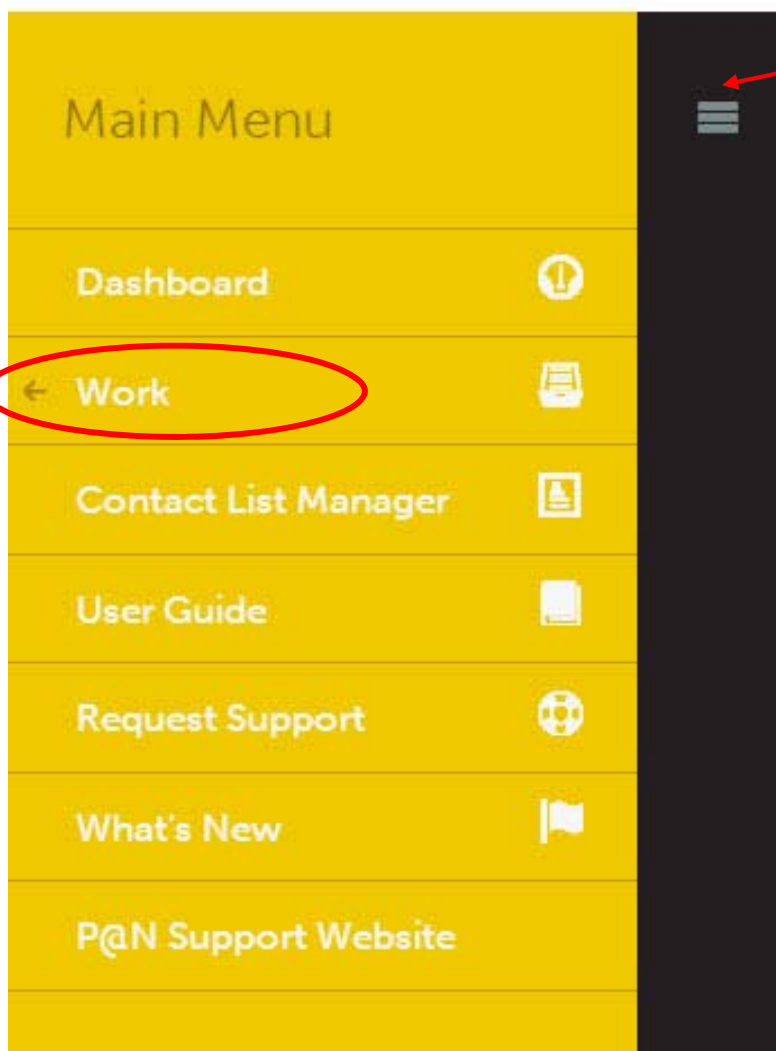 Main Menu
Dashboard
Work
Contact List Manager
User Guide
Request Support
What's New
P@N Support Website